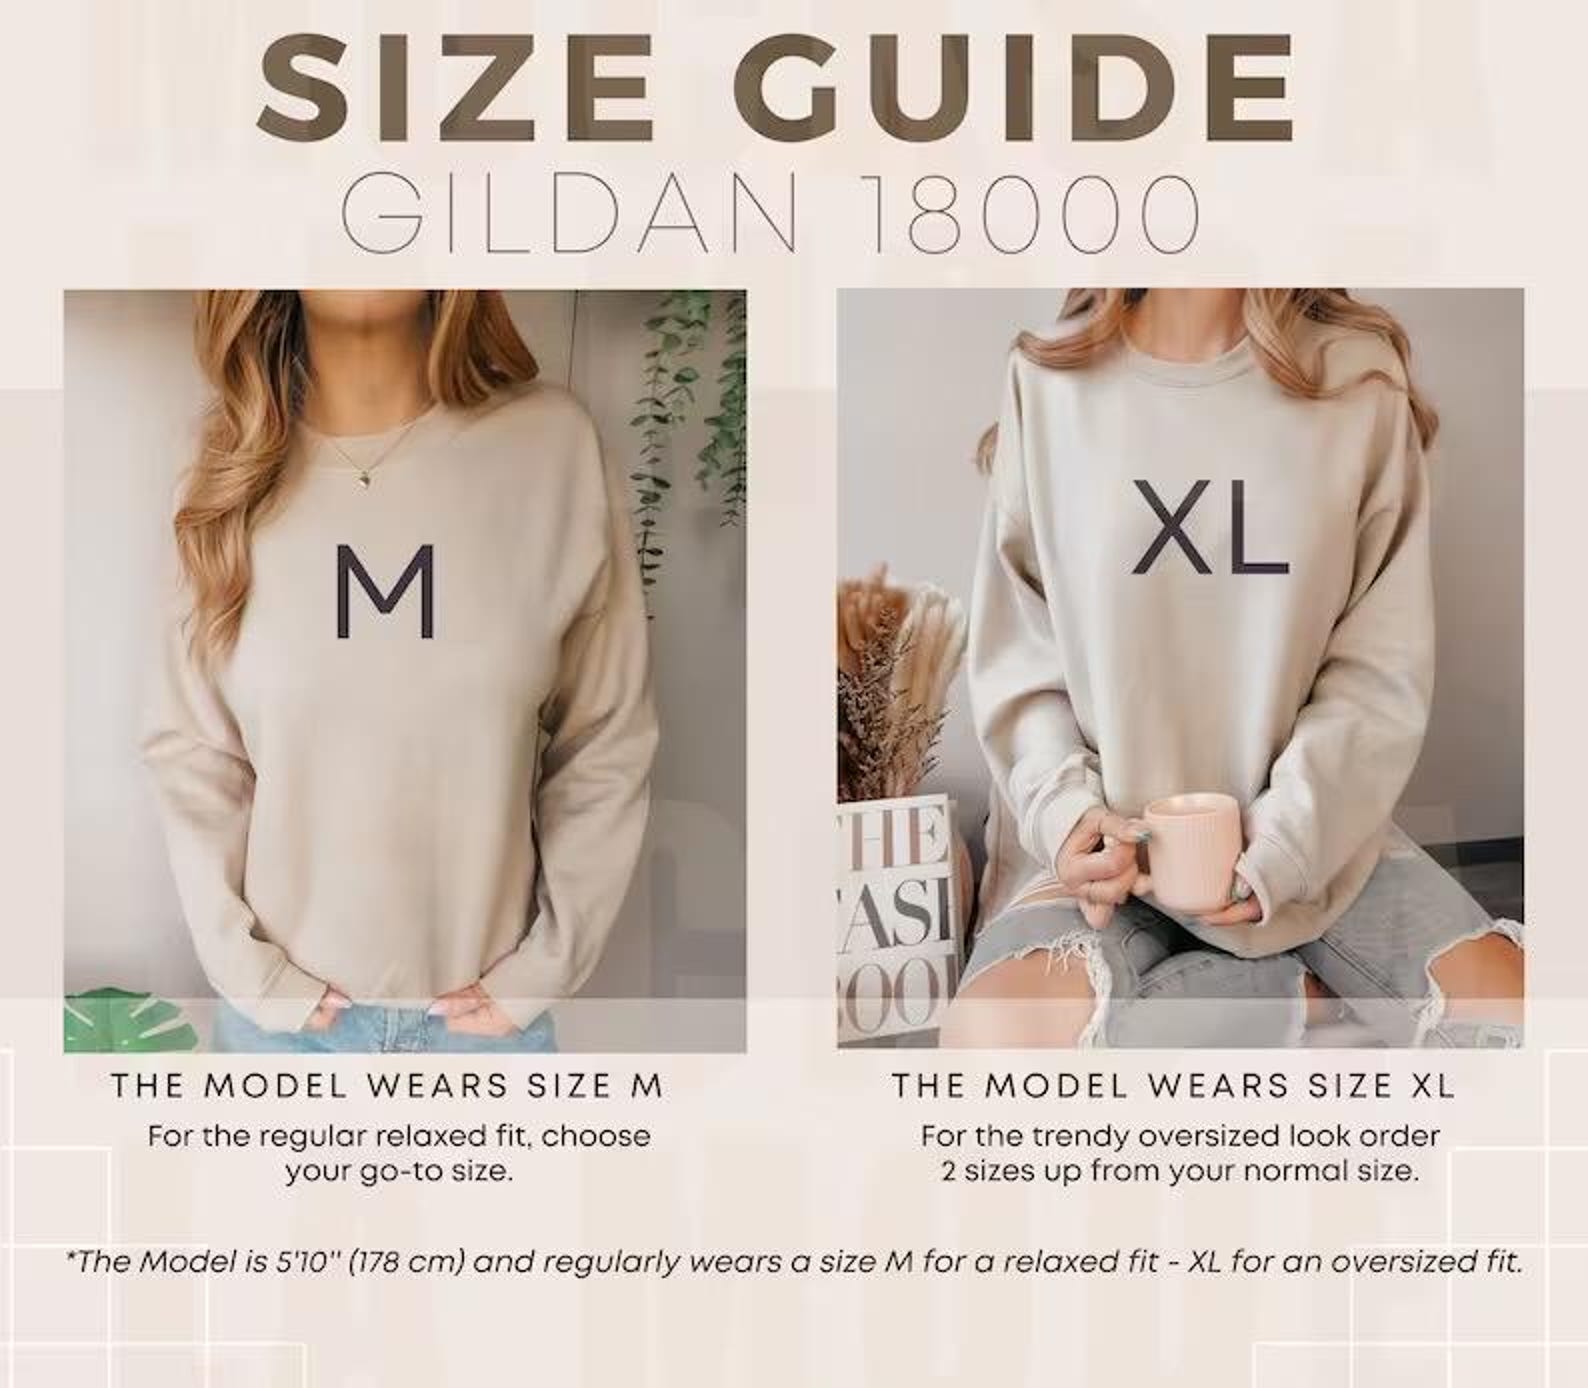 SIZE GUIDE
GILDAN 18000
M
XL
HE
THE MODEL WEARS SIZE M
For the regular relaxed fit, choose
your go-to size.
THE MODEL WEARS SIZE XL
For the trendy oversized look order
2 sizes up from your normal size.
*The Model is 5'10" (178 cm) and regularly wears a size M for a relaxed fit - XL for an oversized fit.